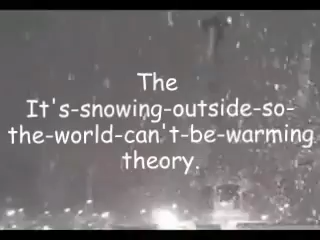 The
It's-snowing-outside-so-
the-world-can't-be-warming
theory.